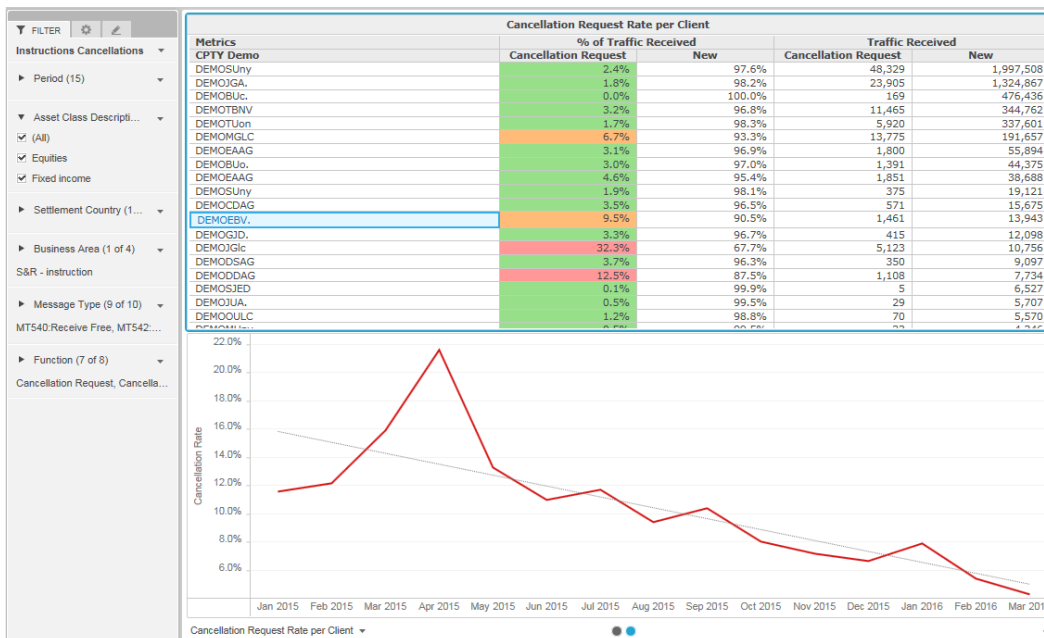 FILTER
Instructions Cancellations
Period (15)
Asset Class Descripti...
(All)
Equities
Fixed income
Settlement Country (1...
Business Area (1 of 4)
S&R - instruction
Message Type (9 of 10)
MT540:Receive Free, MT542:...
Function (7 of 8)
Cancellation Request, Cancella...
Cancellation Request Rate per Client
Metrics % of Traffic Received Traffic Received
CPTY Demo Cancellation Request New Cancellation Request New
DEMOSUny 2.4% 97.6% 48,329 1,997,508
DEMOJGA. 1.8% 98.2% 23,905 1,324,867
DEMOBUc. 0.0% 100.0% 169 476,436
DEMOTBNV 3.2% 96.8% 11,465 344,762
DEMOTUon 1.7% 98.3% 5,920 337,601
DEMOMGLC 6.7% 93.3% 13,775 191,657
DEMOEAAG 3.1% 96.9% 1,800 55,894
DEMOBUo. 3.0% 97.0% 1,391 44,375
DEMOEAAG 4.6% 95.4% 1,851 38,688
DEMOSUny 1.9% 98.1% 375 19,121
DEMOCDAG 3.5% 96.5% 571 15,675
DEMOEBV. 9.5% 90.5% 1,461 13,943
DEMOGJD. 3.3% 96.7% 415 12,098
DEMOJGlc 32.3% 67.7% 5,123 10,756
DEMODSAG 3.7% 96.3% 350 9,097
DEMODDAG 12.5% 87.5% 1,108 7,734
DEMOSJED 0.1% 99.9% 5 6,527
DEMOJUA. 0.5% 99.5% 29 5,707
DEMOOULC 1.2% 98.8% 70 5,570
22.0%
20.0%
18.0%
16.0%
14.0%
12.0%
10.0%
8.0%
6.0%
Cancellation Rate
Jan 2015 Feb 2015 Mar 2015 Apr 2015 May 2015 Jun 2015 Jul 2015 Aug 2015 Sep 2015 Oct 2015 Nov 2015 Dec 2015 Jan 2016 Feb 2016 Mar 201
Cancellation Request Rate per Client